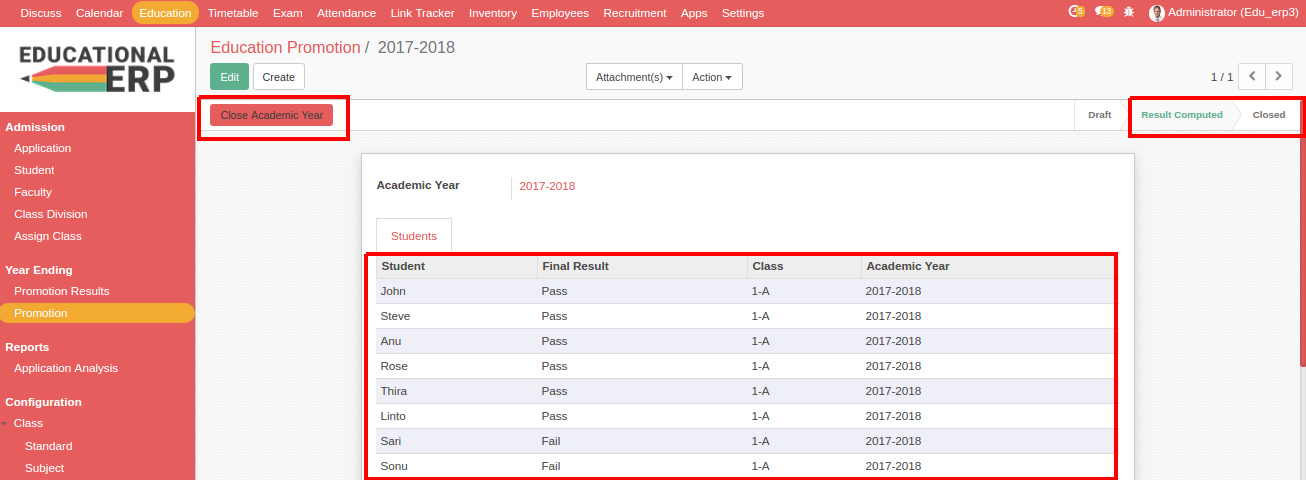 Discuss Calendar Education Timetable Exam Attendance Link Tracker Inventory Employees Recruitment Apps Settings 5 13 Administrator (Edu_erp3)
EDUCATIONAL
ERP
Education Promotion / 2017-2018
Edit Create Attachment(s) Action 1 / 1
Close Academic Year Draft Result Computed Closed
Admission
Application
Student
Faculty
Class Division
Assign Class
Year Ending
Promotion Results
Promotion
Reports
Application Analysis
Configuration
Class
Standard
Subject
Academic Year 2017-2018
Students
Student Final Result Class Academic Year
John Pass 1-A 2017-2018
Steve Pass 1-A 2017-2018
Anu Pass 1-A 2017-2018
Rose Pass 1-A 2017-2018
Thira Pass 1-A 2017-2018
Linto Pass 1-A 2017-2018
Sari Fail 1-A 2017-2018
Sonu Fail 1-A 2017-2018